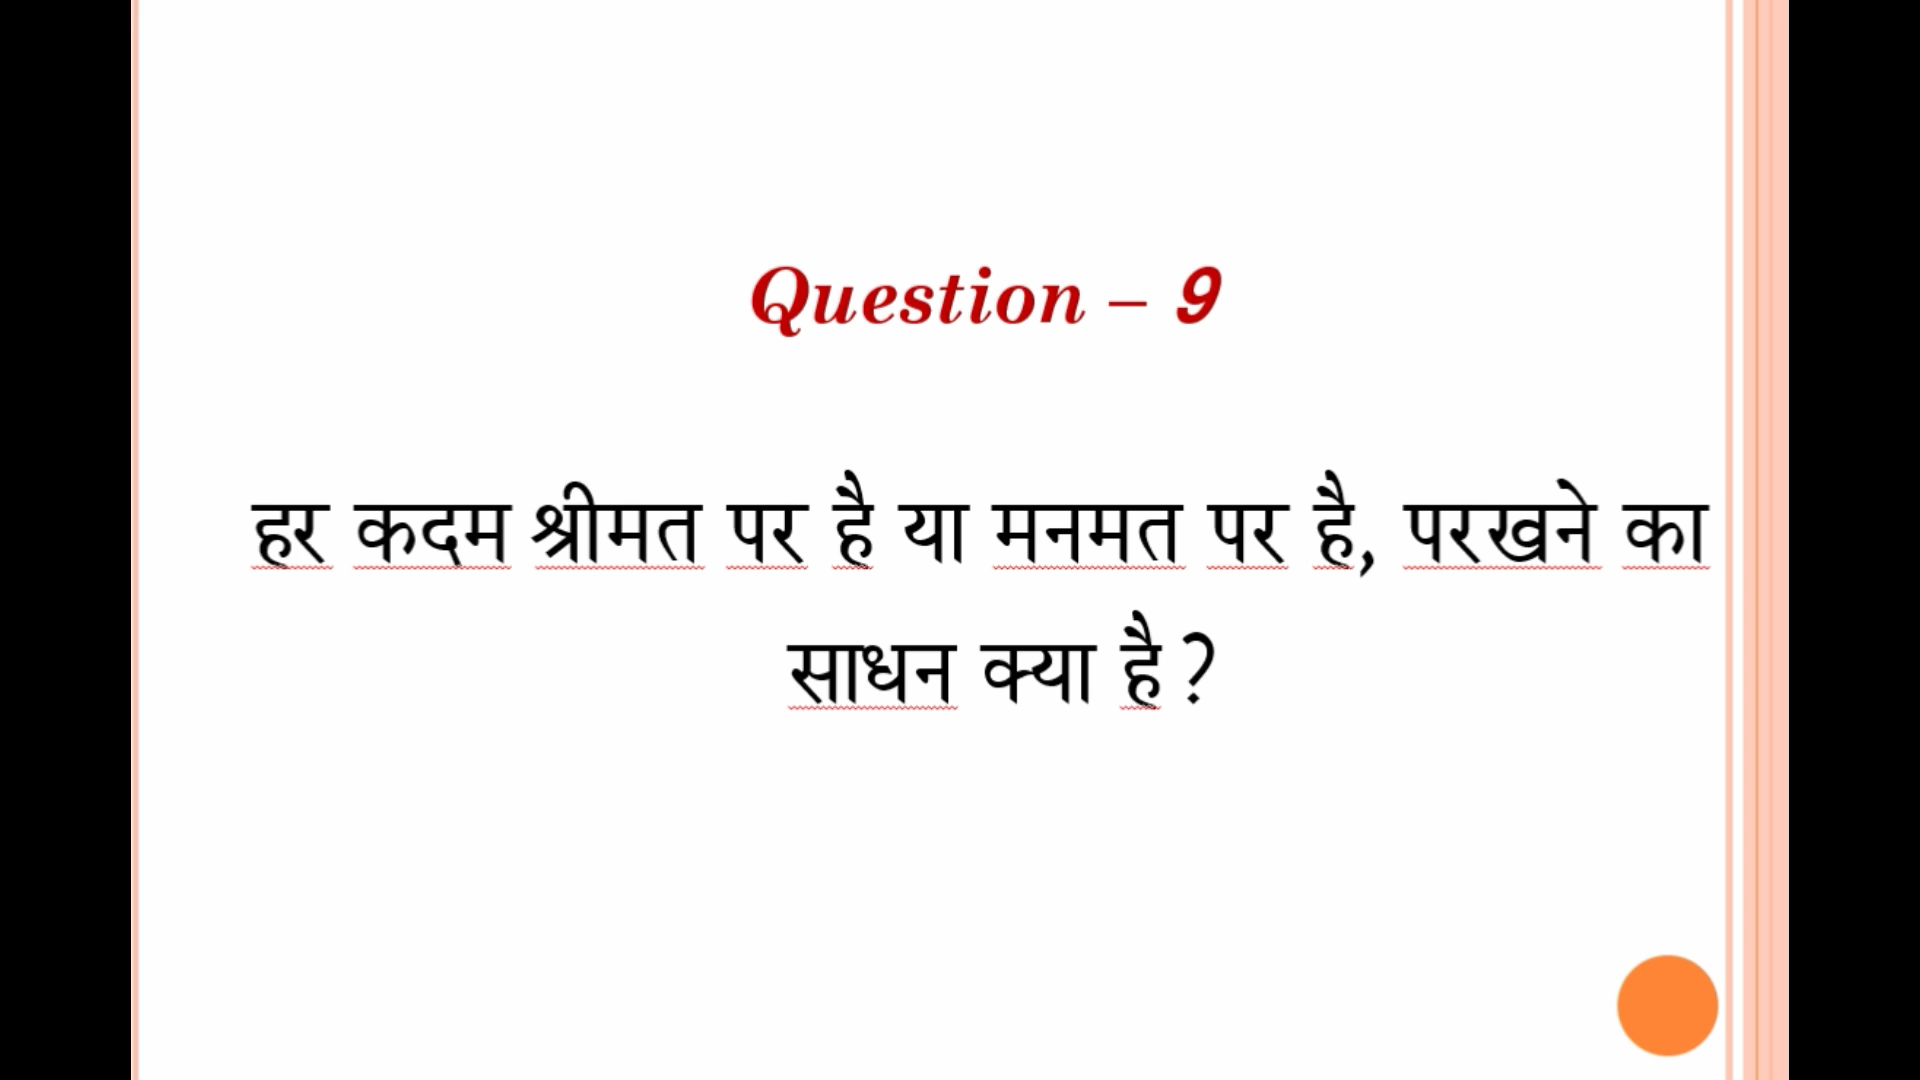 Question – 9
हर कदम श्रीमत पर है या मनमत पर है, परखने का
साधन क्या है ?